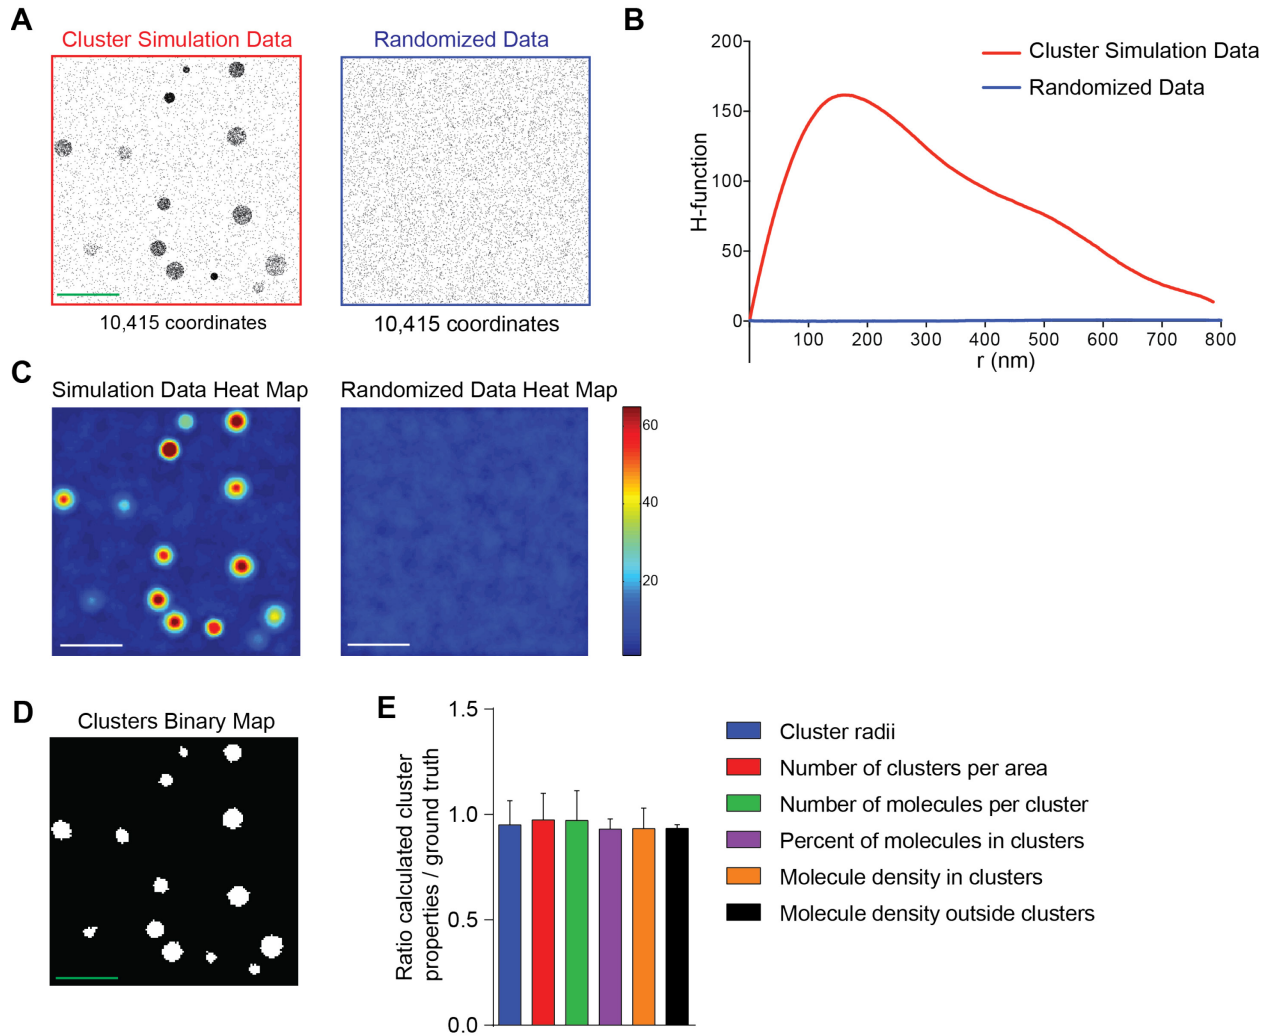 A
Cluster Simulation Data
Randomized Data
10,415 coordinates
10,415 coordinates
B
200
150
100
50
0
H-function
100 200 300 400 500 600 700 800
r (nm)
Cluster Simulation Data
Randomized Data
C
Simulation Data Heat Map
Randomized Data Heat Map
60
40
20
D
Clusters Binary Map
E
1.5
1.0
0.5
0.0
Ratio calculated cluster
properties / ground truth
Cluster radii
Number of clusters per area
Number of molecules per cluster
Percent of molecules in clusters
Molecule density in clusters
Molecule density outside clusters